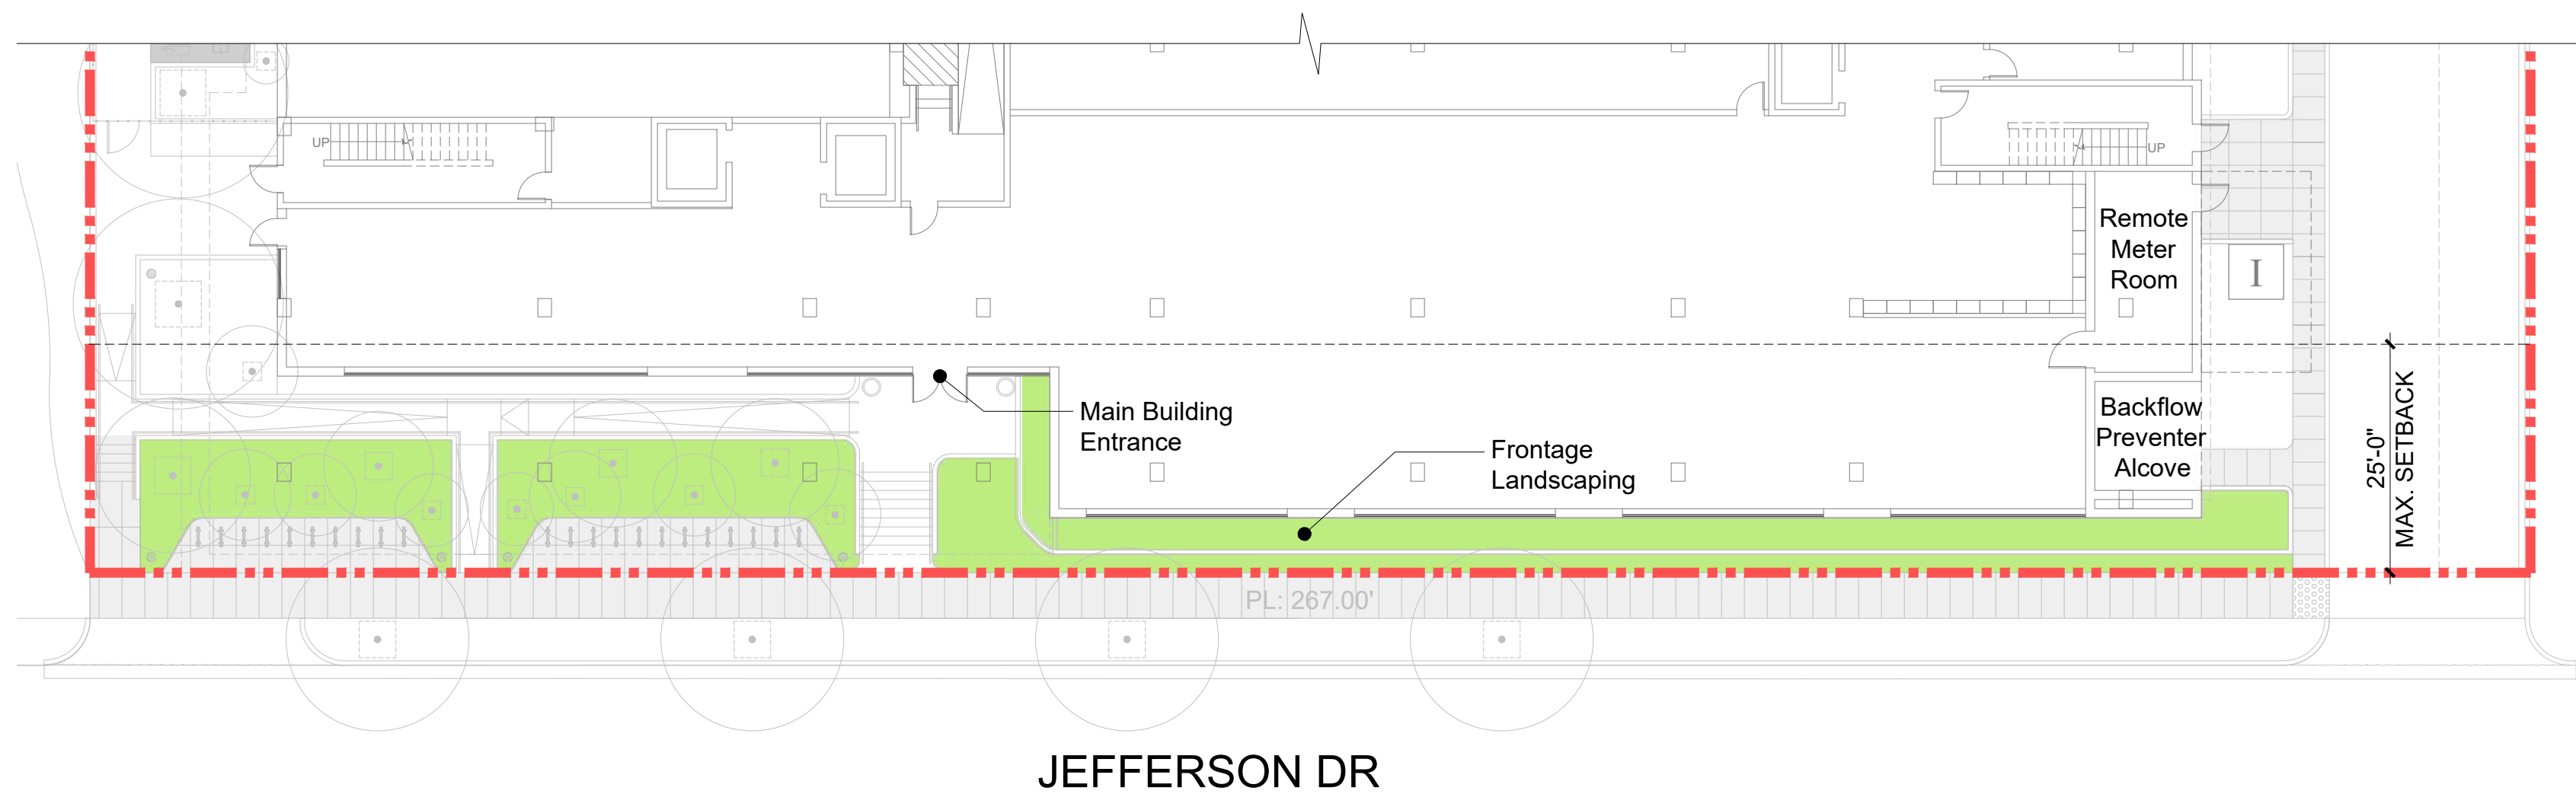 UP
UP
Remote
Meter
Room
I
Main Building
Entrance
Frontage
Landscaping
Backflow
Preventer
Alcove
25'-0"
MAX. SETBACK
PL: 267.00'
JEFFERSON DR